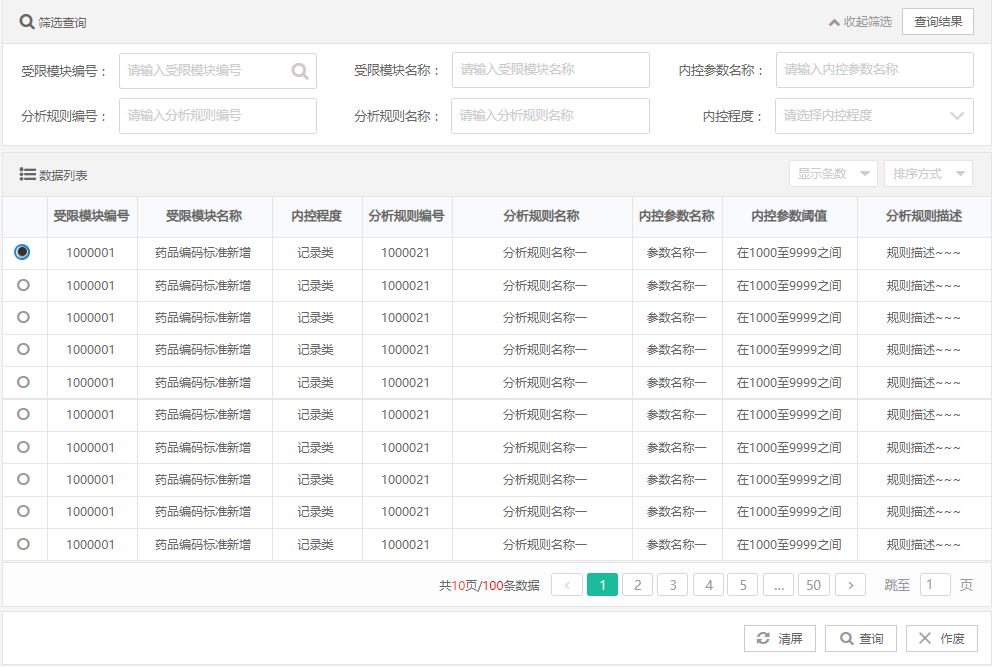 筛选查询 收起筛选 查询结果
受限模块编号： 请输入受限模块编号 受限模块名称： 请输入受限模块名称 内控参数名称： 请输入内控参数名称
分析规则编号： 请输入分析规则编号 分析规则名称： 请输入分析规则名称 内控程度： 请选择内控程度
数据列表 显示条数 排序方式
受限模块编号 受限模块名称 内控程度 分析规则编号 分析规则名称 内控参数名称 内控参数阈值 分析规则描述
1000001 药品编码标准新增 记录类 1000021 分析规则名称一 参数名称一 在1000至9999之间 规则描述~~~
1000001 药品编码标准新增 记录类 1000021 分析规则名称一 参数名称一 在1000至9999之间 规则描述~~~
1000001 药品编码标准新增 记录类 1000021 分析规则名称一 参数名称一 在1000至9999之间 规则描述~~~
1000001 药品编码标准新增 记录类 1000021 分析规则名称一 参数名称一 在1000至9999之间 规则描述~~~
1000001 药品编码标准新增 记录类 1000021 分析规则名称一 参数名称一 在1000至9999之间 规则描述~~~
1000001 药品编码标准新增 记录类 1000021 分析规则名称一 参数名称一 在1000至9999之间 规则描述~~~
1000001 药品编码标准新增 记录类 1000021 分析规则名称一 参数名称一 在1000至9999之间 规则描述~~~
1000001 药品编码标准新增 记录类 1000021 分析规则名称一 参数名称一 在1000至9999之间 规则描述~~~
1000001 药品编码标准新增 记录类 1000021 分析规则名称一 参数名称一 在1000至9999之间 规则描述~~~
1000001 药品编码标准新增 记录类 1000021 分析规则名称一 参数名称一 在1000至9999之间 规则描述~~~
共10页/100条数据 < 1 2 3 4 5 ... 50 > 跳至 1 页
清屏 查询 作废